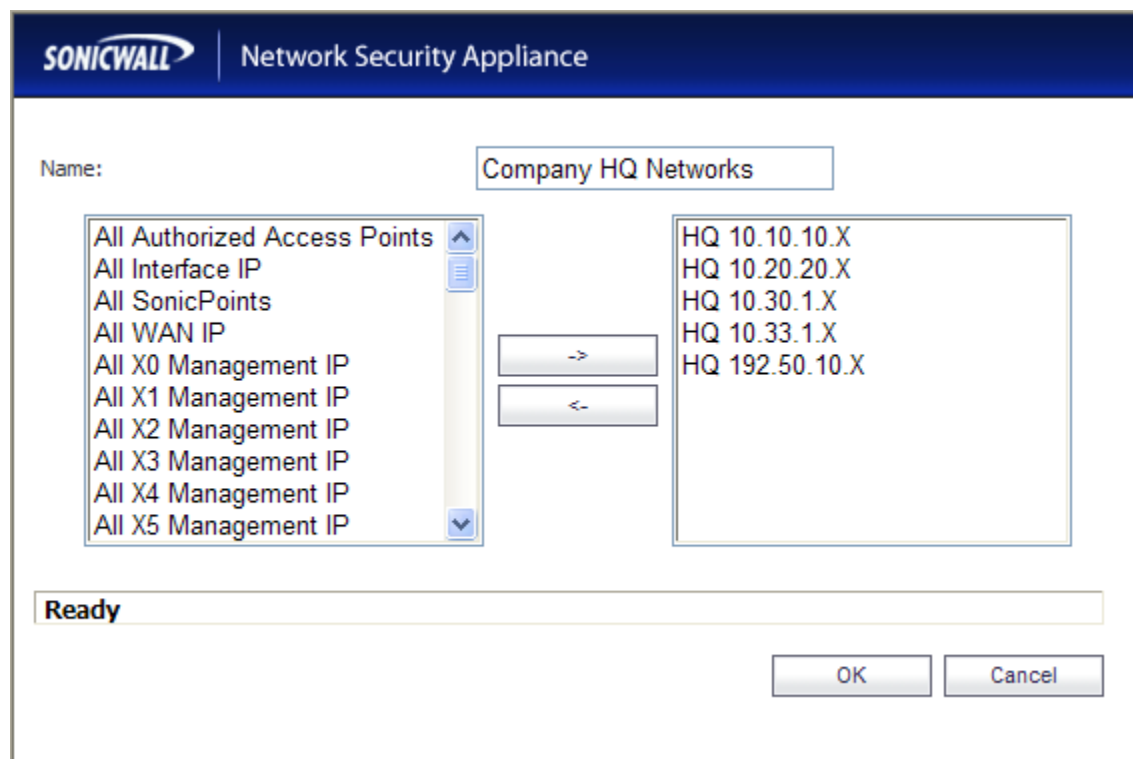 SONICWALL Network Security Appliance
Name: Company HQ Networks
All Authorized Access Points
All Interface IP
All SonicPoints
All WAN IP
All X0 Management IP
All X1 Management IP
All X2 Management IP
All X3 Management IP
All X4 Management IP
All X5 Management IP
->
<-
HQ 10.10.10.X
HQ 10.20.20.X
HQ 10.30.1.X
HQ 10.33.1.X
HQ 192.50.10.X
Ready
OK Cancel